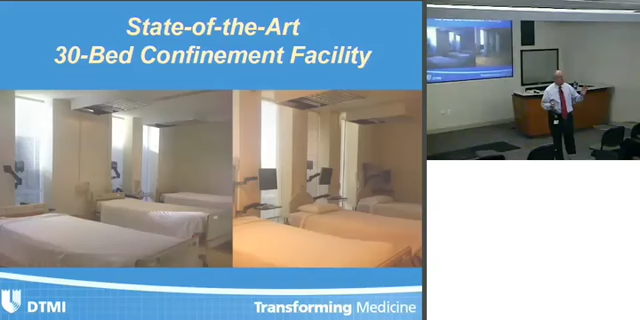 State-of-the-Art
30-Bed Confinement Facility
DTMI
Transforming Medicine